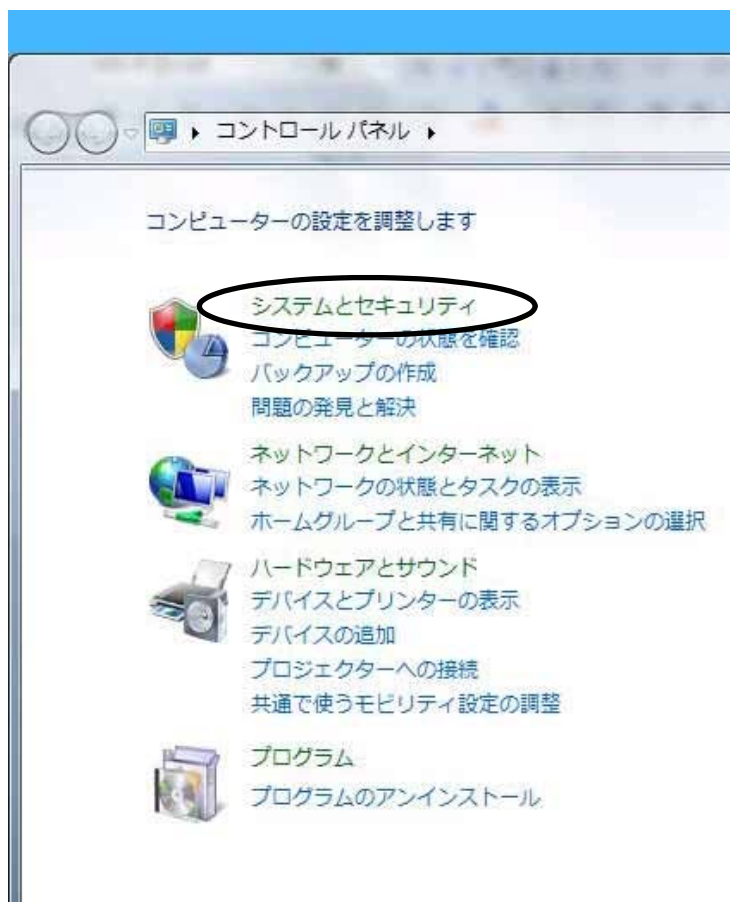 コントロール パネル
コンピューターの設定を調整します
システムとセキュリティ
コンピューターの状態を確認
バックアップの作成
問題の発見と解決
ネットワークとインターネット
ネットワークの状態とタスクの表示
ホームグループと共有に関するオプションの選択
ハードウェアとサウンド
デバイスとプリンターの表示
デバイスの追加
プロジェクターへの接続
共通で使うモビリティ設定の調整
プログラム
プログラムのアンインストール